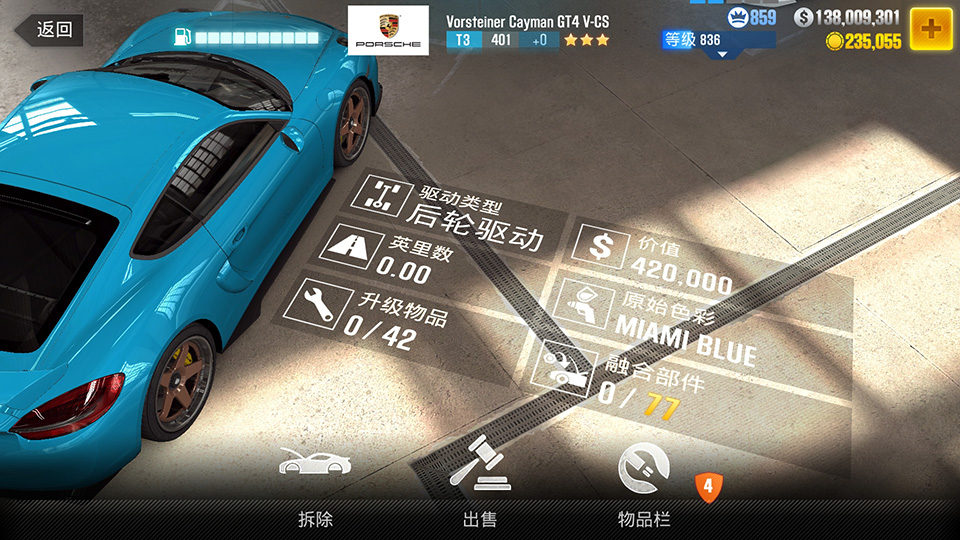 返回
PORSCHE
Vorsteiner Cayman GT4 V-CS
T3 401 +0
859
138,009,301
等级 836
235,055
驱动类型
后轮驱动
英里数
0.00
升级物品
0/42
价值
420,000
原始色彩
MIAMI BLUE
融合部件
0/77
拆除
出售
物品栏
4